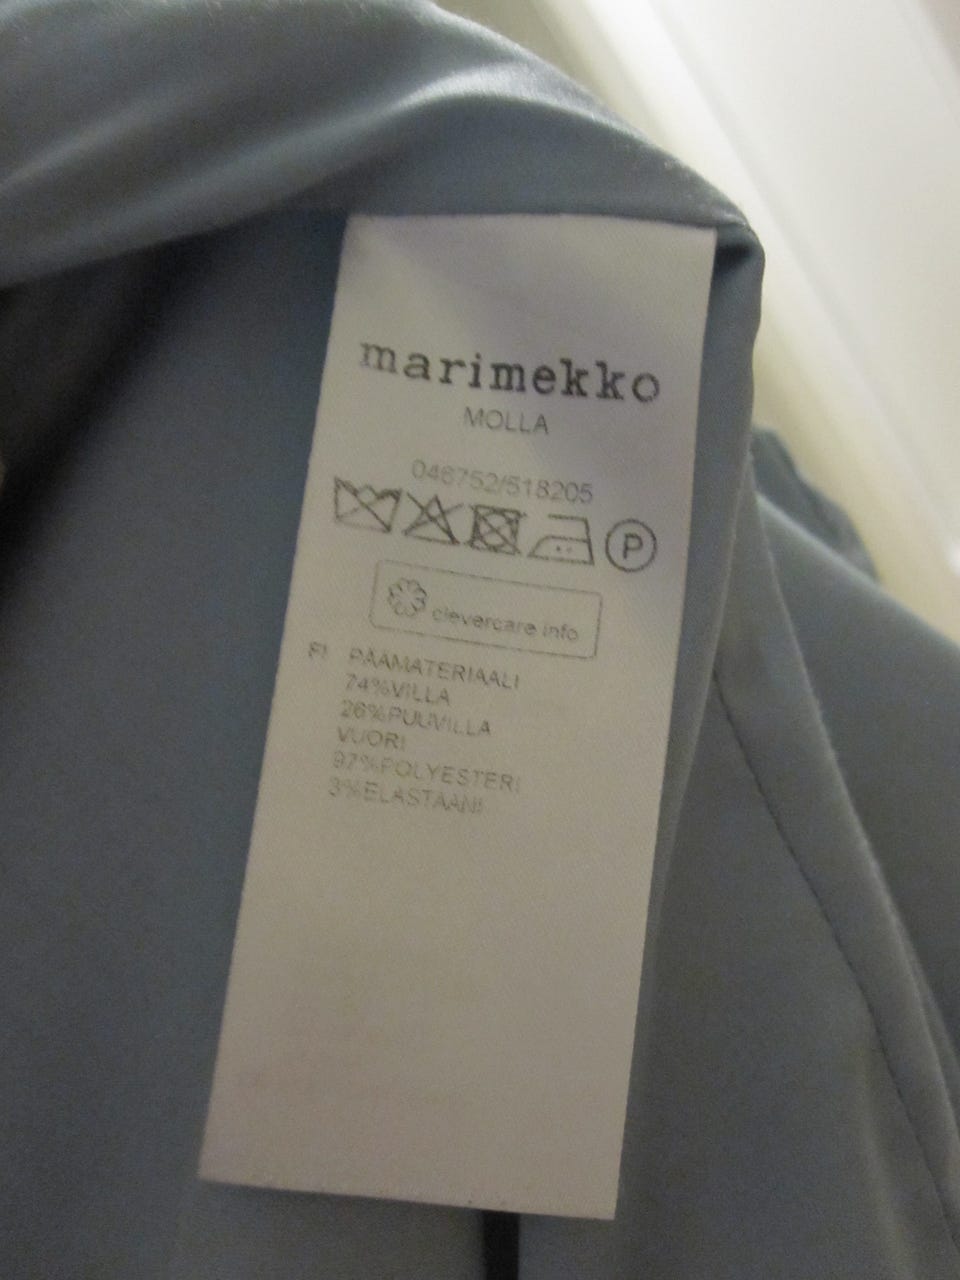 marimekko
MOLLA
046752/518205
P
clevercare info
FI PÄÄMATERIAALI
74%VILLA
26%PUUVILLA
VUORI
97%POLYESTERI
3%ELASTAANI